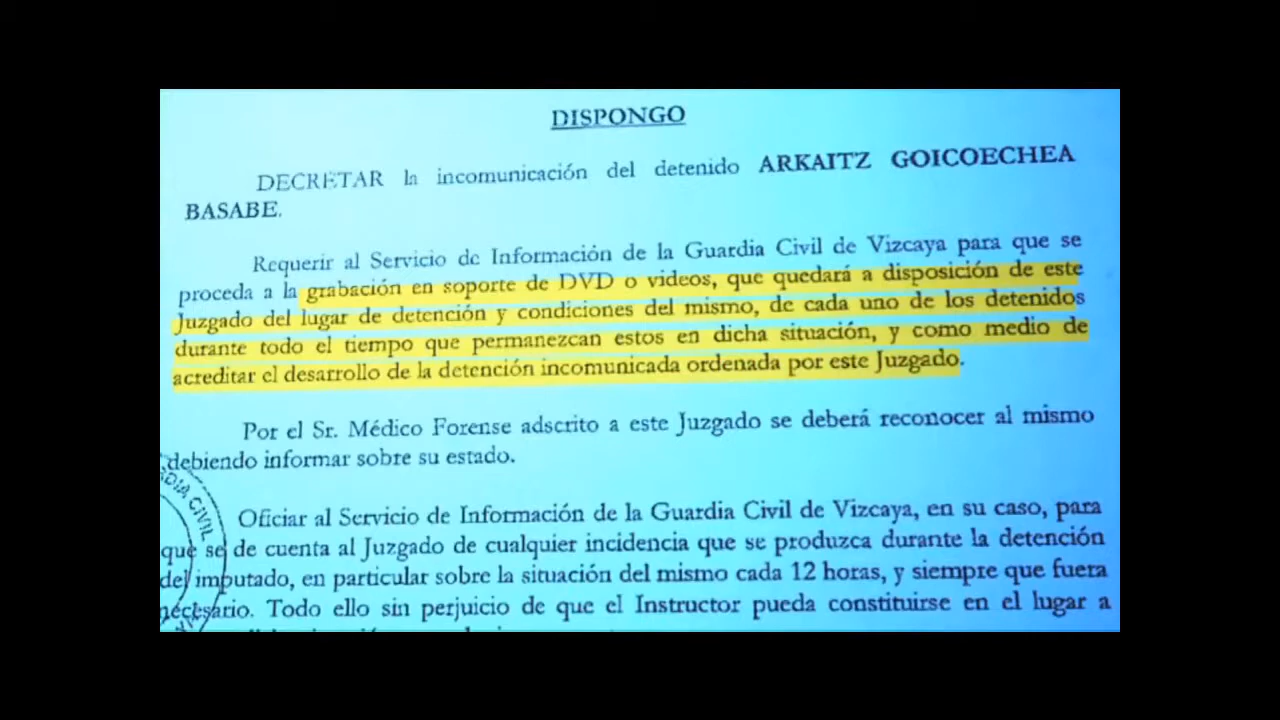 DISPONGO
DECRETAR la incomunicación del detenido ARKAITZ GOICOECHEA
BASABE.
Requerir al Servicio de Información de la Guardia Civil de Vizcaya para que se
proceda a la grabación en soporte de DVD o videos, que quedará a disposición de este
Juzgado del lugar de detención y condiciones del mismo, de cada uno de los detenidos
durante todo el tiempo que permanezcan estos en dicha situación, y como medio de
acreditar el desarrollo de la detención incomunicada ordenada por este Juzgado.
Por el Sr. Médico Forense adscrito a este Juzgado se deberá reconocer al mismo
debiendo informar sobre su estado.
Oficiar al Servicio de Información de la Guardia Civil de Vizcaya, en su caso, para
que se de cuenta al Juzgado de cualquier incidencia que se produzca durante la detención
del imputado, en particular sobre la situación del mismo cada 12 horas, y siempre que fuera
necesario. Todo ello sin perjuicio de que el Instructor pueda constituirse en el lugar a
CIVIL